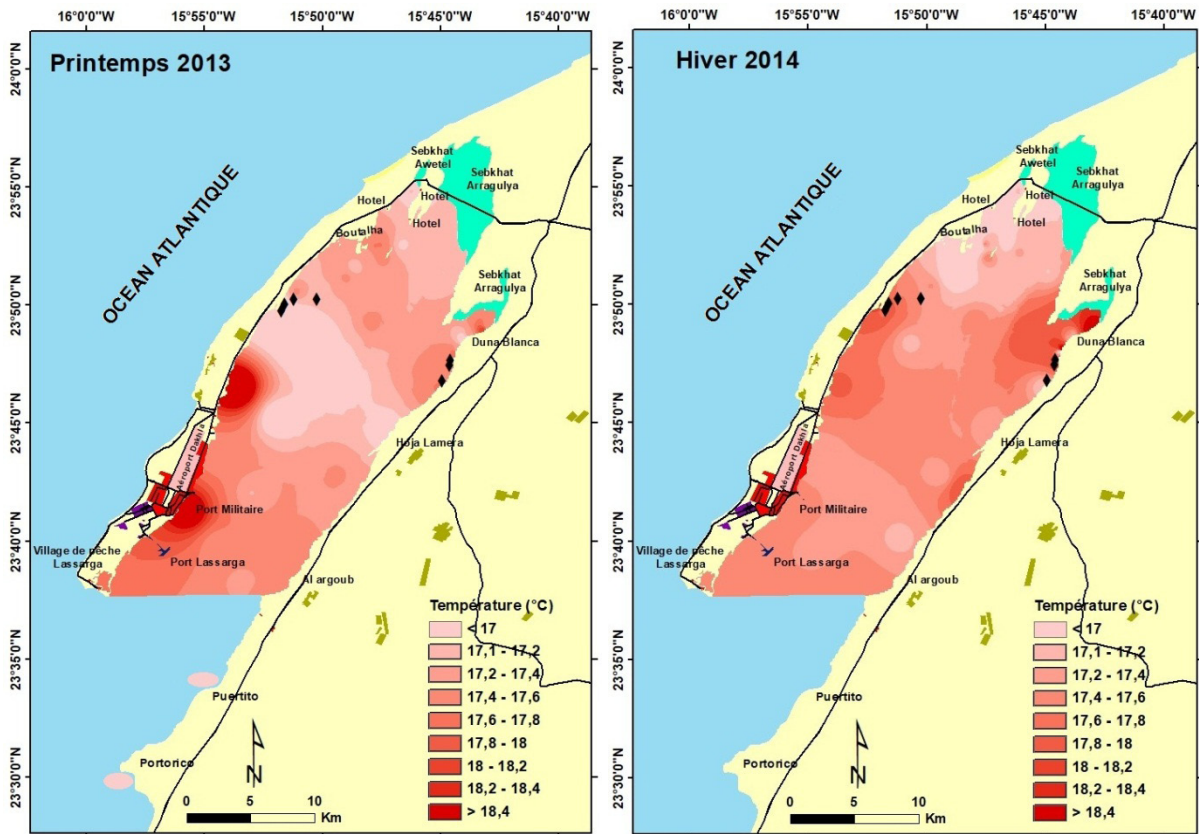 16°0'0"W 15°55'0"W 15°50'0"W 15°45'0"W 15°40'0"W
Printemps 2013
24°0'0"N
23°55'0"N
23°50'0"N
23°45'0"N
23°40'0"N
23°35'0"N
23°30'0"N
OCEAN ATLANTIQUE
Sebkhat
Awetel
Sebkhat
Arragulya
Hotel
Hotel
Hotel
Boutalha
Sebkhat
Arragulya
Duna Blanca
Aéroport Dakhla
Hoja Lamera
Port Militaire
Village de pêche
Lassarga
Port Lassarga
Al argoub
Puertito
Portorico
N
0 5 10
Km
Température (°C)
< 17
17,1 - 17,2
17,2 - 17,4
17,4 - 17,6
17,6 - 17,8
17,8 - 18
18 - 18,2
18,2 - 18,4
> 18,4
16°0'0"W 15°55'0"W 15°50'0"W 15°45'0"W 15°40'0"W
Hiver 2014
24°0'0"N
23°55'0"N
23°50'0"N
23°45'0"N
23°40'0"N
23°35'0"N
23°30'0"N
OCEAN ATLANTIQUE
Sebkhat
Awetel
Sebkhat
Arragulya
Hotel
Hotel
Hotel
Boutalha
Sebkhat
Arragulya
Duna Blanca
Aéroport Dakhla
Hoja Lamera
Port Militaire
Village de pêche
Lassarga
Port Lassarga
Al argoub
Puertito
Portorico
N
0 5 10
Km
Température (°C)
< 17
17,1 - 17,2
17,2 - 17,4
17,4 - 17,6
17,6 - 17,8
17,8 - 18
18 - 18,2
18,2 - 18,4
> 18,4